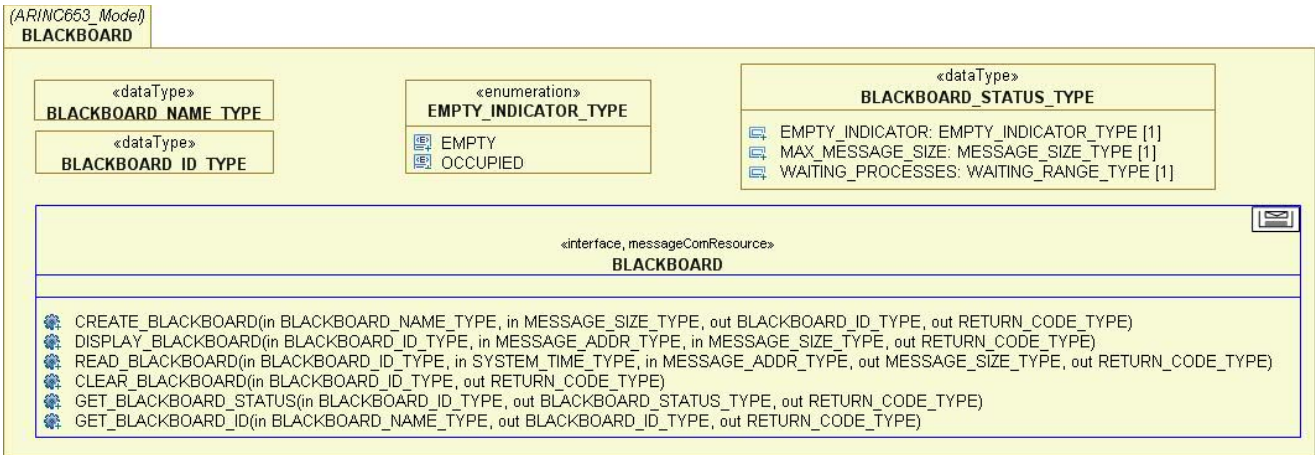 (ARINC653_Model)
BLACKBOARD
«dataType»
BLACKBOARD_NAME_TYPE
«dataType»
BLACKBOARD_ID_TYPE
«enumeration»
EMPTY_INDICATOR_TYPE
EMPTY
OCCUPIED
«dataType»
BLACKBOARD_STATUS_TYPE
EMPTY_INDICATOR: EMPTY_INDICATOR_TYPE [1]
MAX_MESSAGE_SIZE: MESSAGE_SIZE_TYPE [1]
WAITING_PROCESSES: WAITING_RANGE_TYPE [1]
«interface, messageComResource»
BLACKBOARD
CREATE_BLACKBOARD(in BLACKBOARD_NAME_TYPE, in MESSAGE_SIZE_TYPE, out BLACKBOARD_ID_TYPE, out RETURN_CODE_TYPE)
DISPLAY_BLACKBOARD(in BLACKBOARD_ID_TYPE, in MESSAGE_ADDR_TYPE, in MESSAGE_SIZE_TYPE, out RETURN_CODE_TYPE)
READ_BLACKBOARD(in BLACKBOARD_ID_TYPE, in SYSTEM_TIME_TYPE, in MESSAGE_ADDR_TYPE, out MESSAGE_SIZE_TYPE, out RETURN_CODE_TYPE)
CLEAR_BLACKBOARD(in BLACKBOARD_ID_TYPE, out RETURN_CODE_TYPE)
GET_BLACKBOARD_STATUS(in BLACKBOARD_ID_TYPE, out BLACKBOARD_STATUS_TYPE, out RETURN_CODE_TYPE)
GET_BLACKBOARD_ID(in BLACKBOARD_NAME_TYPE, out BLACKBOARD_ID_TYPE, out RETURN_CODE_TYPE)